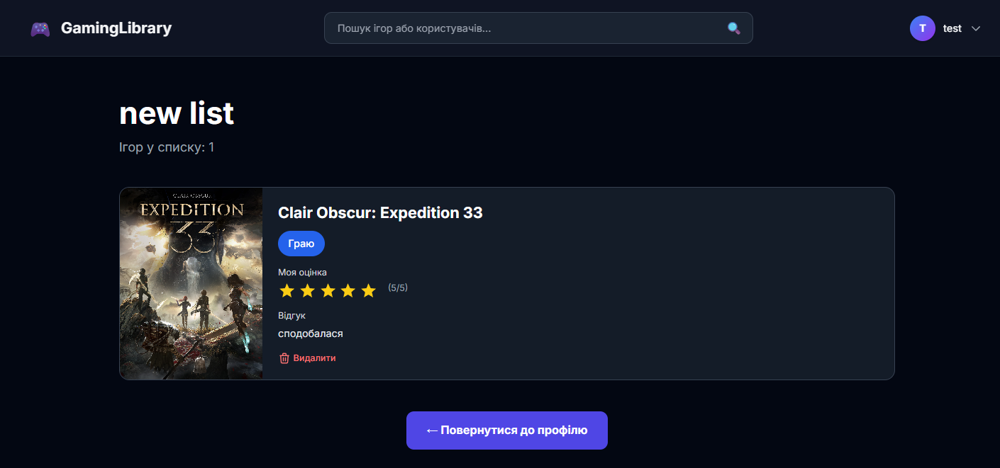 GamingLibrary
Пошук ігор або користувачів...
T test
new list
Ігор у списку: 1
CLAIR OBSCUR
EXPEDITION
33
Clair Obscur: Expedition 33
Граю
Моя оцінка
(5/5)
Відгук
сподобалася
Видалити
← Повернутися до профілю